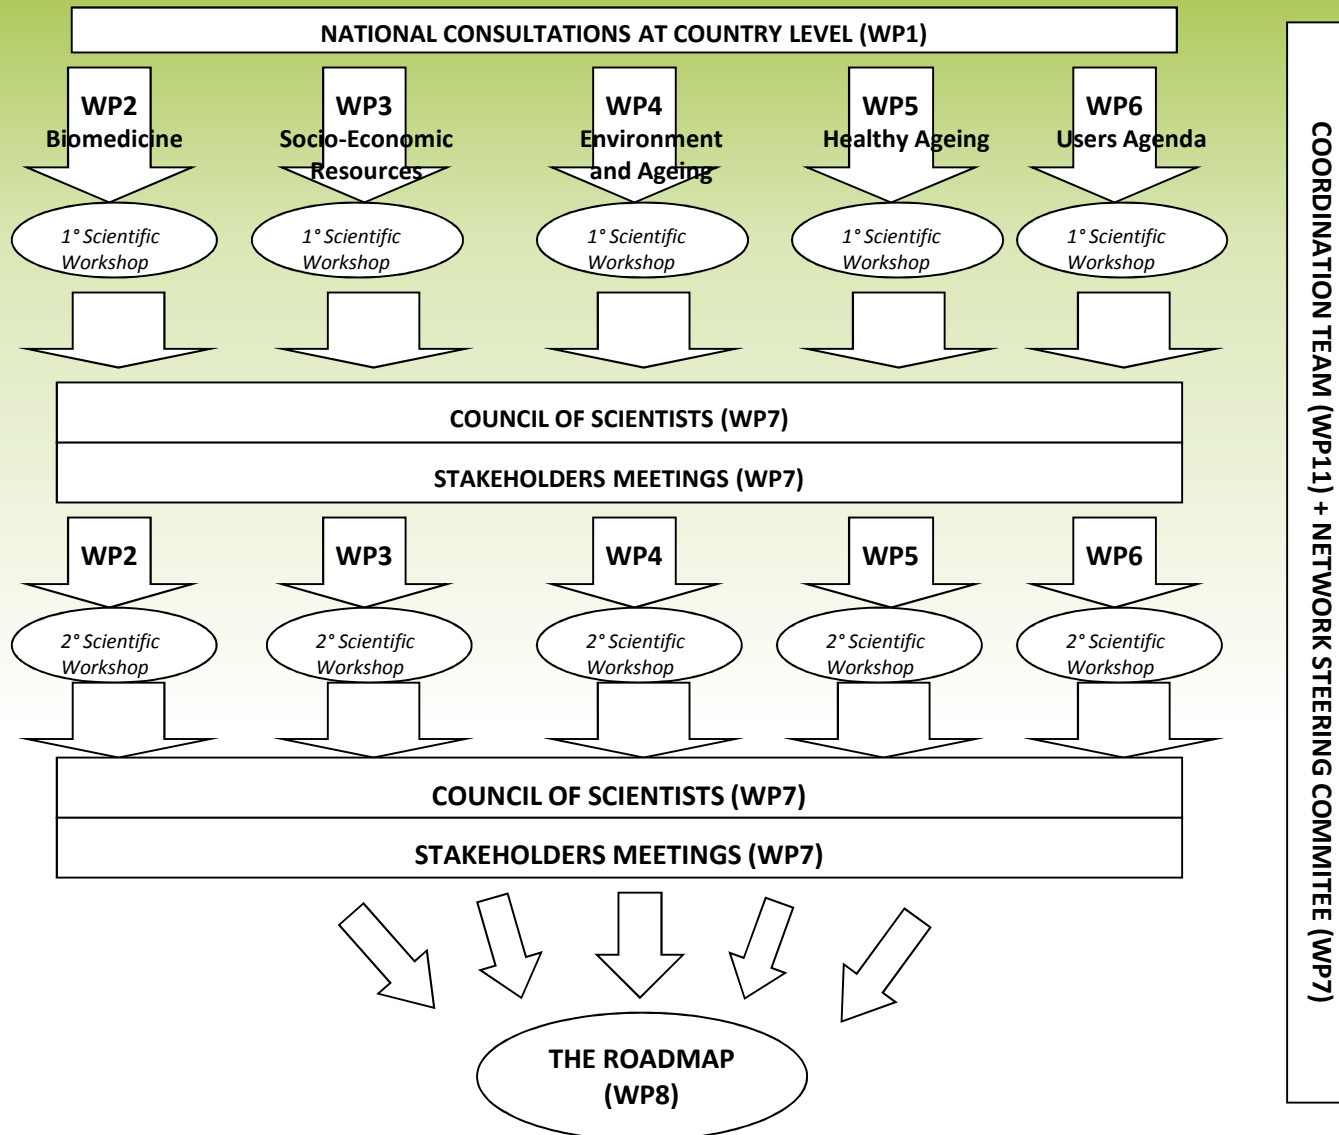 NATIONAL CONSULTATIONS AT COUNTRY LEVEL (WP1)
WP2
Biomedicine
WP3
Socio-Economic
Resources
WP4
Environment
and Ageing
WP5
Healthy Ageing
WP6
Users Agenda
1° Scientific
Workshop
1° Scientific
Workshop
1° Scientific
Workshop
1° Scientific
Workshop
1° Scientific
Workshop
COUNCIL OF SCIENTISTS (WP7)
STAKEHOLDERS MEETINGS (WP7)
WP2
WP3
WP4
WP5
WP6
2° Scientific
Workshop
2° Scientific
Workshop
2° Scientific
Workshop
2° Scientific
Workshop
2° Scientific
Workshop
COUNCIL OF SCIENTISTS (WP7)
STAKEHOLDERS MEETINGS (WP7)
THE ROADMAP
(WP8)
COORDINATION TEAM (WP11) + NETWORK STEERING COMMITEE (WP7)